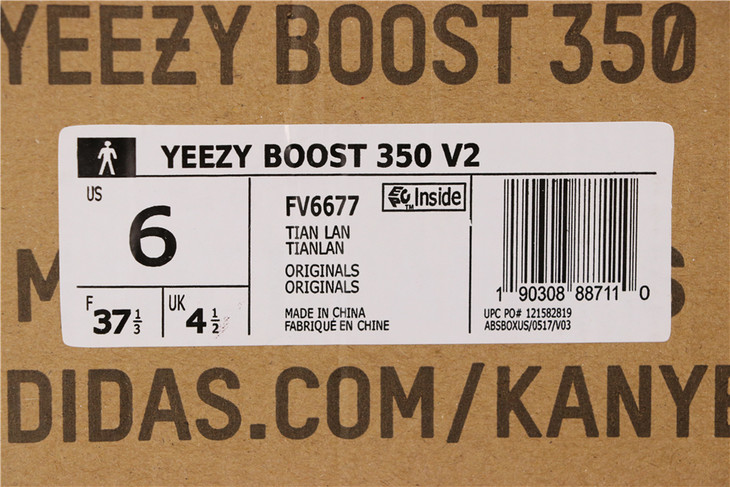 YEEZY BOOST 350
YEEZY BOOST 350 V2
US
6
F
37 1/3
UK
4 1/2
FV6677
TM Inside
TIAN LAN
TIANLAN
ORIGINALS
ORIGINALS
MADE IN CHINA
FABRIQUÉ EN CHINE
1 90308 88711 0
UPC PO# 121582819
ABSBOXUS/0517/V03
M
S
ADIDAS.COM/KANYE